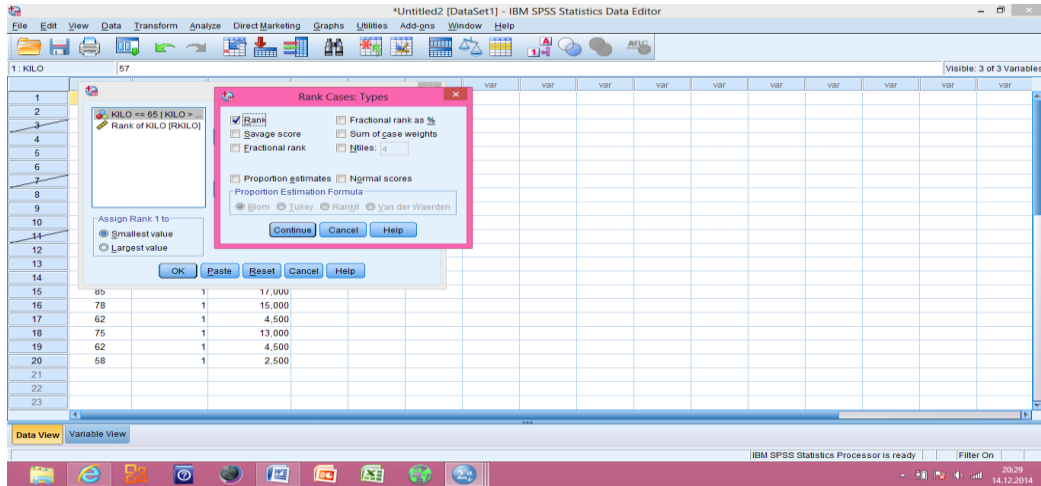 *Untitled2 [DataSet1] - IBM SPSS Statistics Data Editor
File Edit View Data Transform Analyze Direct Marketing Graphs Utilities Add-ons Window Help
1 : KILO 57 Visible: 3 of 3 Variables
var var var var var var var var var
Rank Cases: Types
KILO <= 65 | KILO > ...
Rank of KILO [RKILO]
Rank Fractional rank as %
Savage score Sum of case weights
Fractional rank Ntiles: 4
Proportion estimates Normal scores
Proportion Estimation Formula
Blom Tukey Rankit Van der Waerden
Continue Cancel Help
Assign Rank 1 to
Smallest value
Largest value
OK Paste Reset Cancel Help
1
2
3
4
5
6
7
8
9
10
11
12
13
14
15 85 1 17,000
16 78 1 15,000
17 62 1 4,500
18 75 1 13,000
19 62 1 4,500
20 58 1 2,500
21
22
23
Data View Variable View
IBM SPSS Statistics Processor is ready Filter On
20:29
14.12.2014